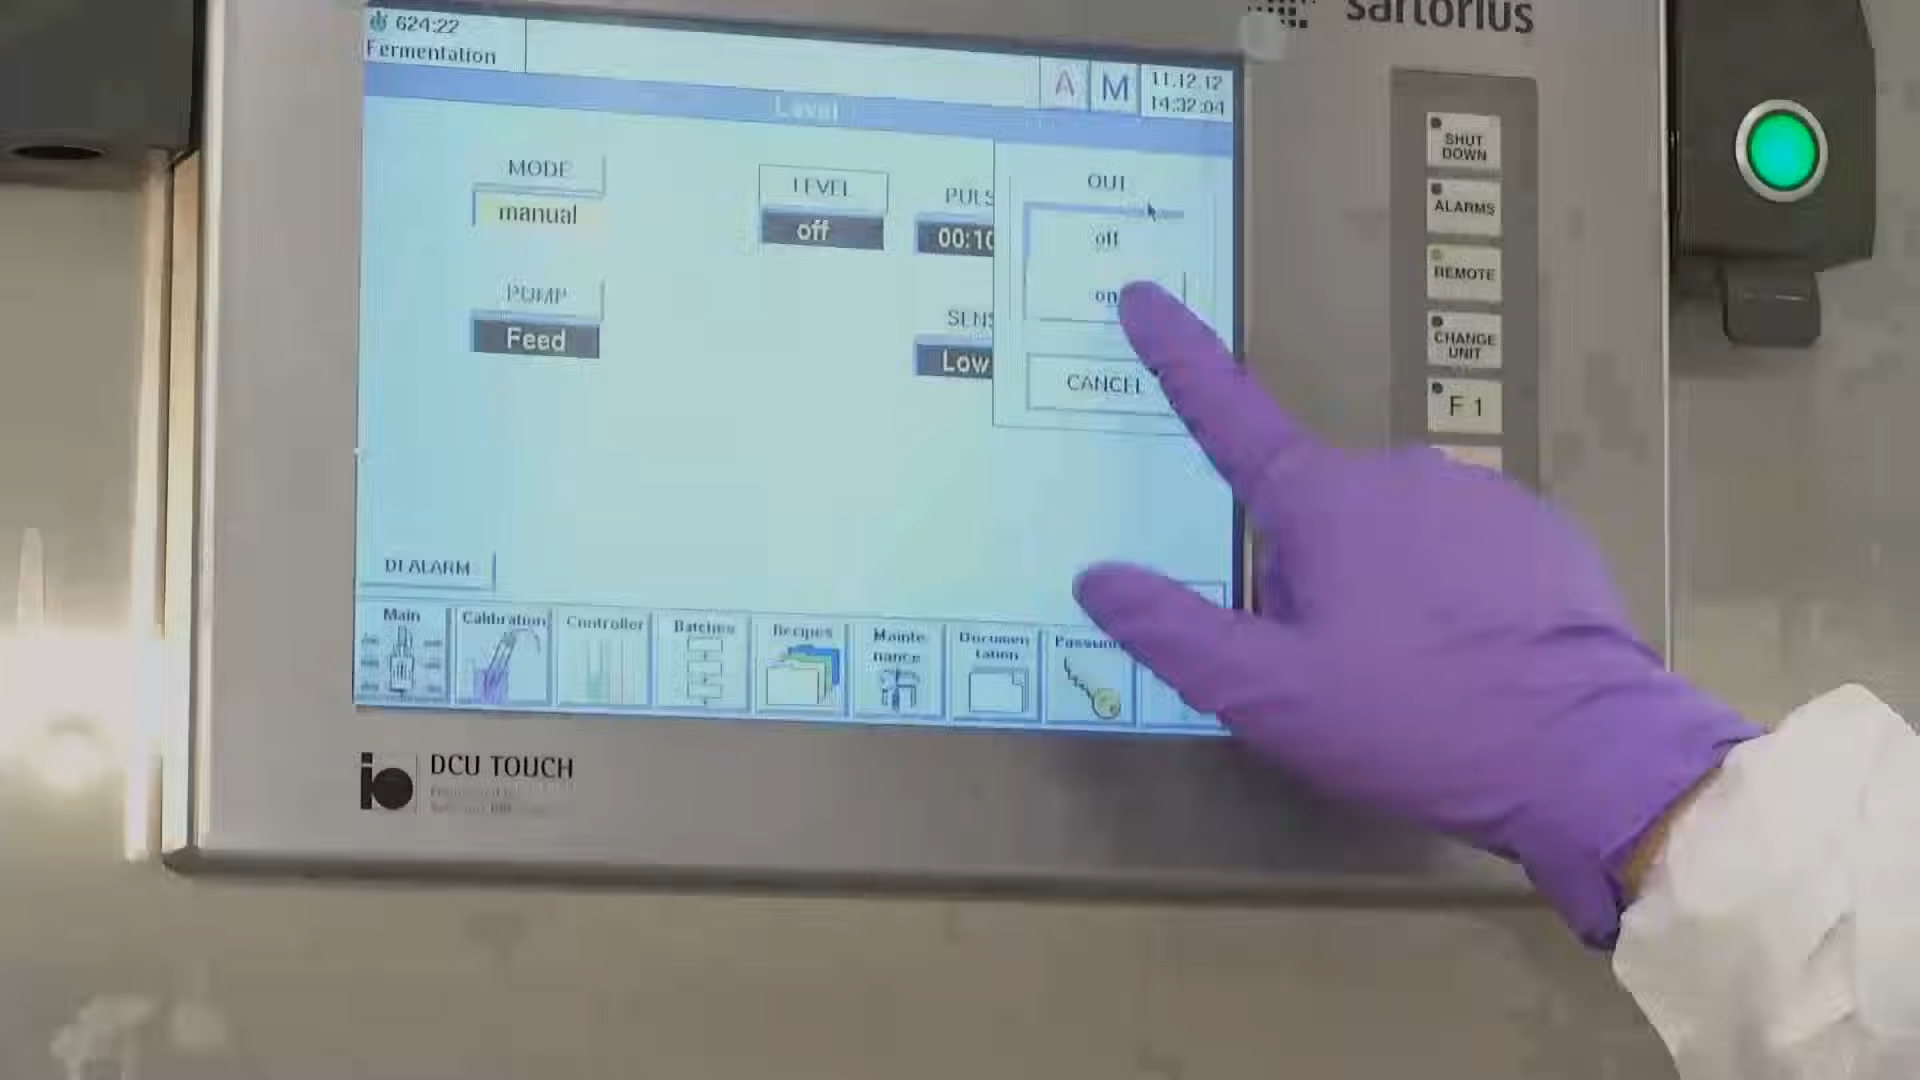 624:22
Fermentation
sartorius
A
M
11.12.12
14:32:04
Level
MODE
manual
LEVEL
off
PULS
00:10
OUT
off
on
CANCEL
PUMP
Feed
SENS
Low
DI ALARM
Main
Calibration
Controller
Batches
Recipes
Mainte
nance
Documen
tation
SHUT
DOWN
ALARMS
REMOTE
CHANGE
UNIT
F 1
DCU TOUCH